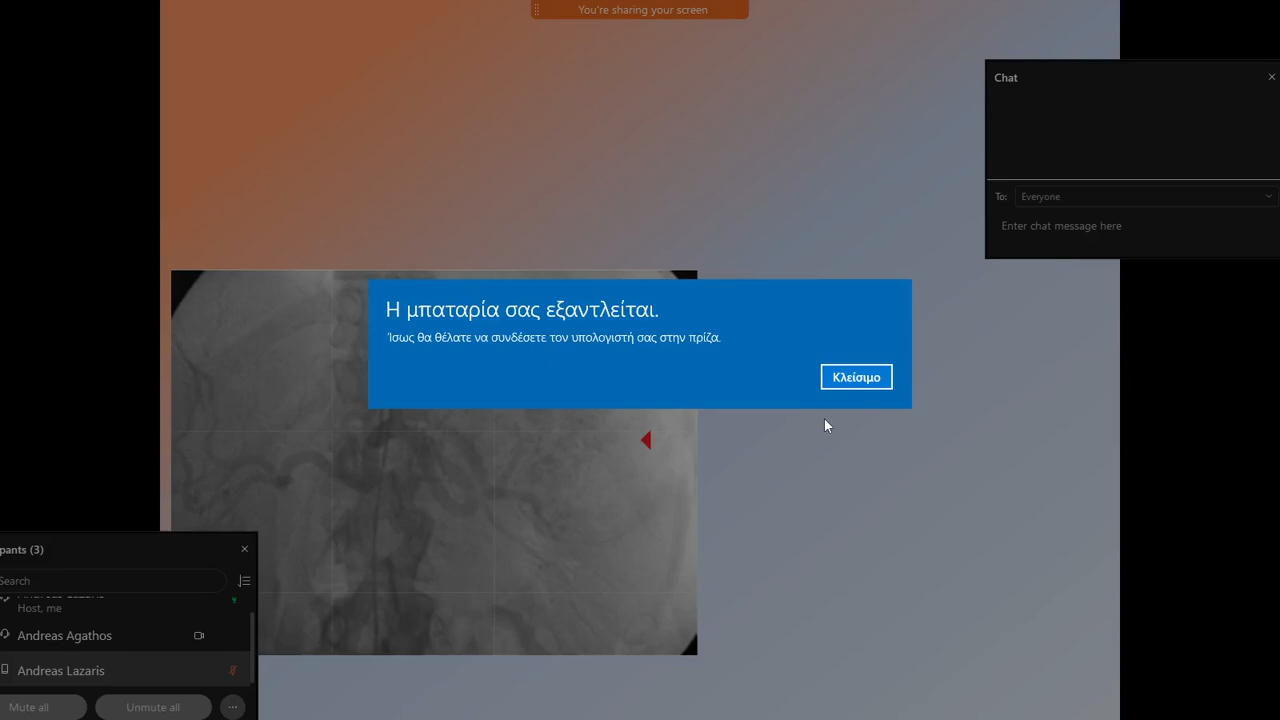 You're sharing your screen
Chat
To:
Everyone
Enter chat message here
Η μπαταρία σας εξαντλείται.
Ίσως θα θέλατε να συνδέσετε τον υπολογιστή σας στην πρίζα.
Κλείσιμο
pants (3)
Search
Andreas Lazaris
Host, me
Andreas Agathos
Andreas Lazaris
Mute all
Unmute all